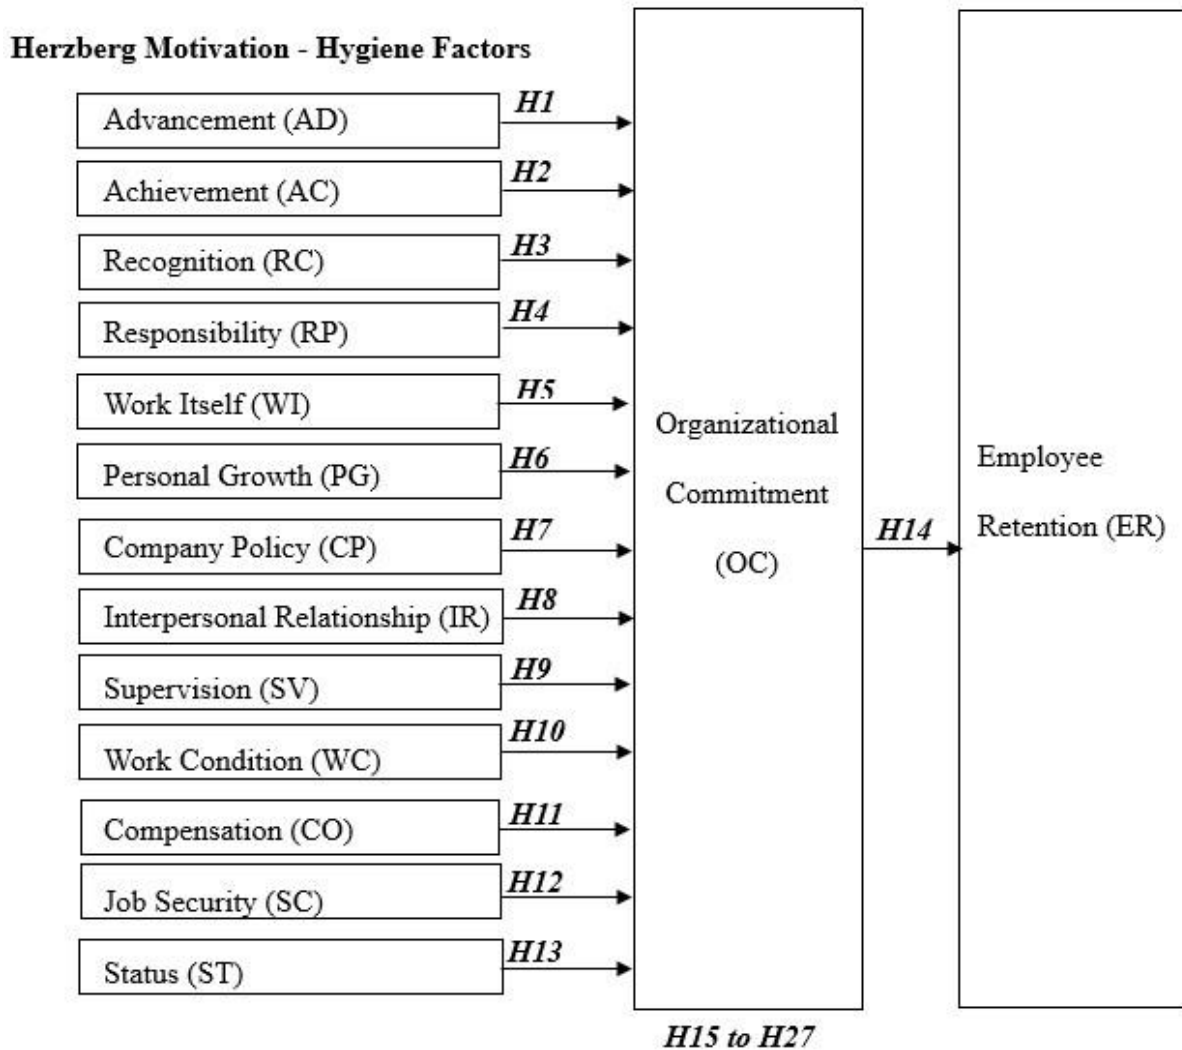 Herzberg Motivation - Hygiene Factors
Advancement (AD)
H1
Achievement (AC)
H2
Recognition (RC)
H3
Responsibility (RP)
H4
Work Itself (WI)
H5
Personal Growth (PG)
H6
Company Policy (CP)
H7
Interpersonal Relationship (IR)
H8
Supervision (SV)
H9
Work Condition (WC)
H10
Compensation (CO)
H11
Job Security (SC)
H12
Status (ST)
H13
Organizational
Commitment
(OC)
H14
Employee
Retention (ER)
H15 to H27